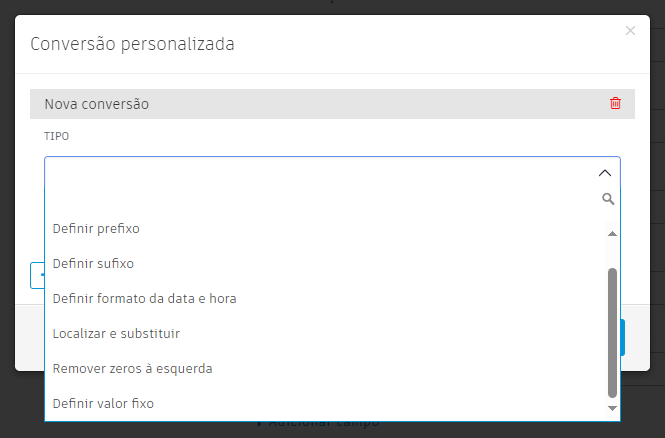 Conversão personalizada
Nova conversão
TIPO
Definir prefixo
Definir sufixo
Definir formato da data e hora
Localizar e substituir
Remover zeros à esquerda
Definir valor fixo
Adicionar campo